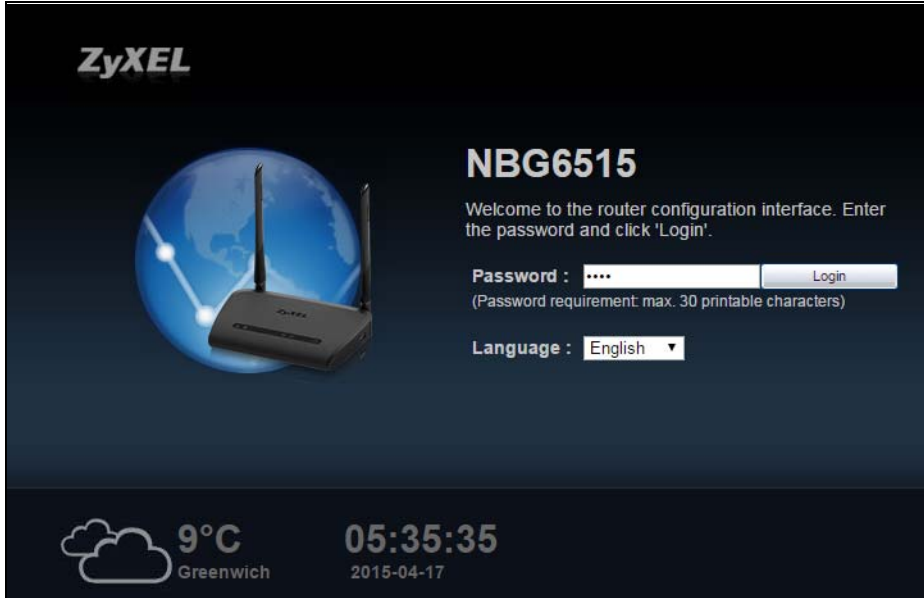 ZyXEL
NBG6515
Welcome to the router configuration interface. Enter
the password and click 'Login'.
Password : •••• Login
(Password requirement: max. 30 printable characters)
Language : English
ZyXEL
9°C
Greenwich
05:35:35
2015-04-17